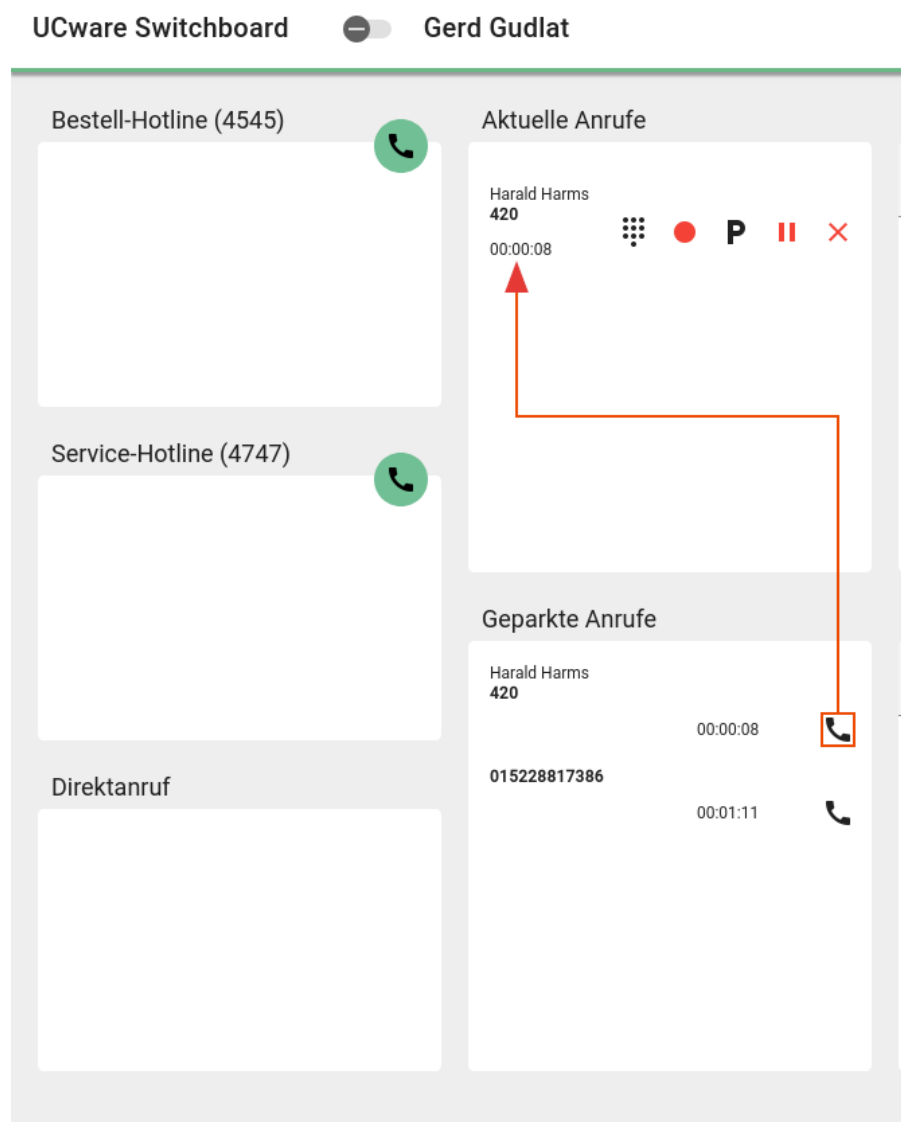 UCware Switchboard Gerd Gudlat
Bestell-Hotline (4545)
Service-Hotline (4747)
Direktanruf
Aktuelle Anrufe
Harald Harms
420
00:00:08
P
Geparkte Anrufe
Harald Harms
420
00:00:08
015228817386
00:01:11